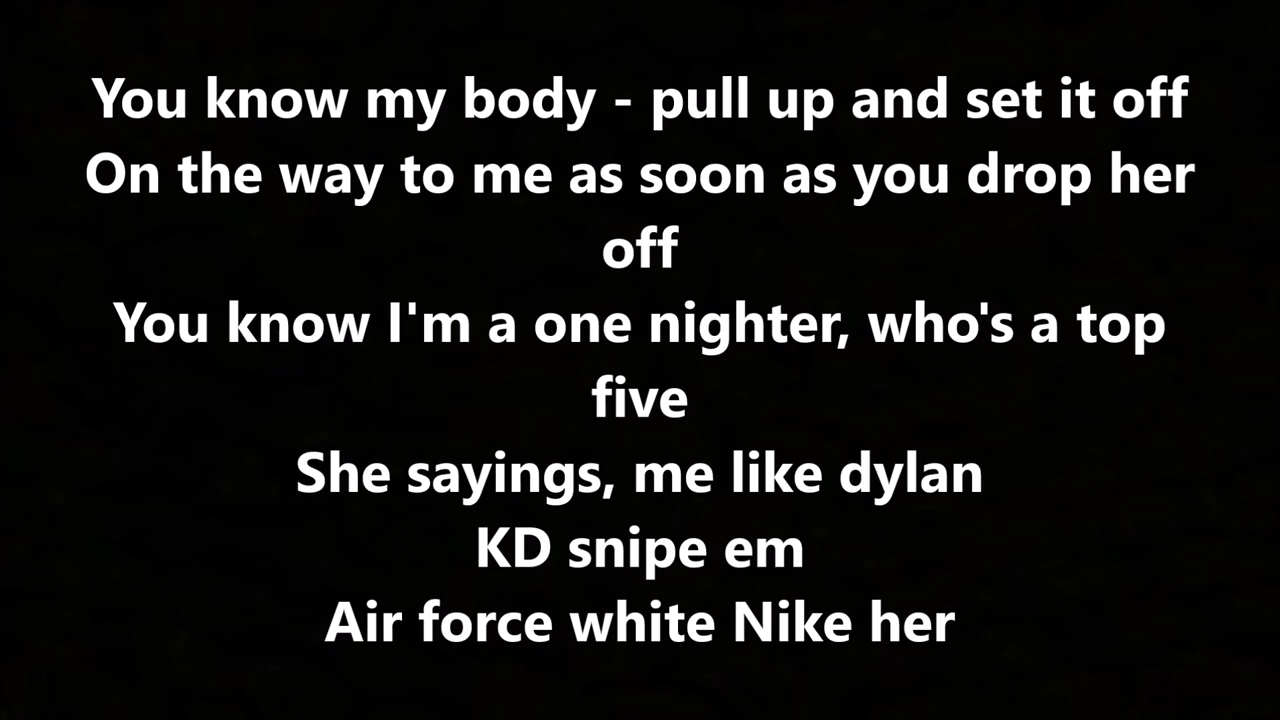 You know my body - pull up and set it off
On the way to me as soon as you drop her
off
You know I'm a one nighter, who's a top
five
She sayings, me like dylan
KD snipe em
Air force white Nike her